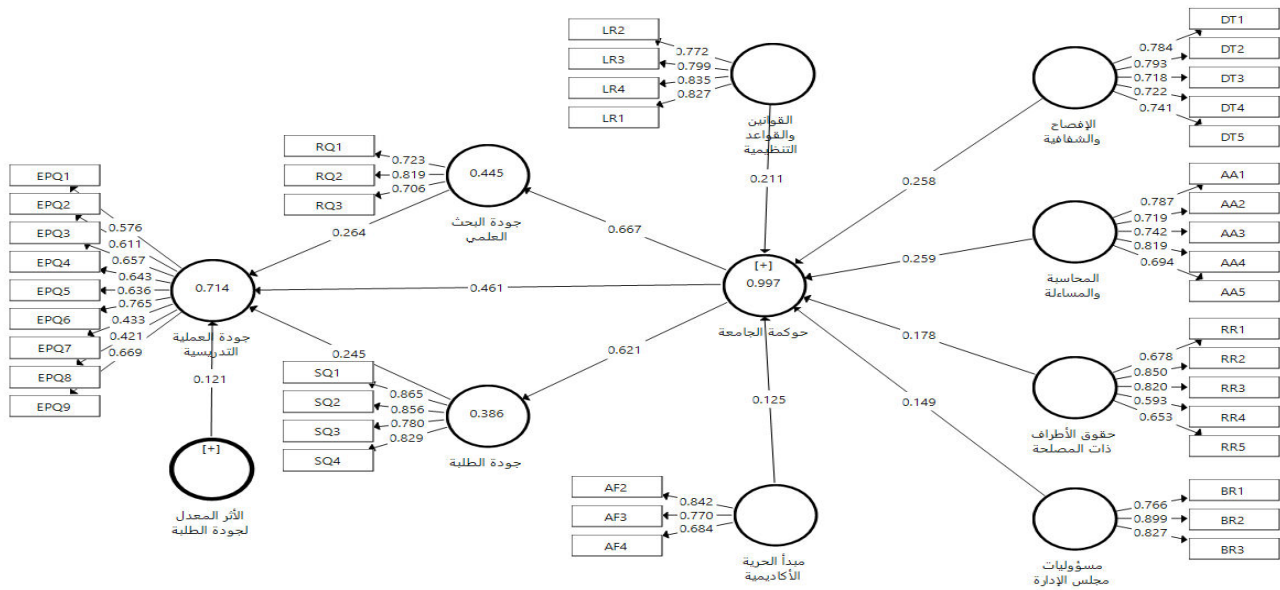 LR2
LR3
LR4
LR1
0.772
0.799
0.835
0.827
القوانين
والقواعد
التنظيمية
0.211
DT1
DT2
DT3
DT4
DT5
0.784
0.793
0.718
0.722
0.741
الإفصاح
والشفافية
0.258
RQ1
RQ2
RQ3
0.723
0.819
0.706
0.445
جودة البحث
العلمي
0.264
0.667
EPQ1
EPQ2
EPQ3
EPQ4
EPQ5
EPQ6
EPQ7
EPQ8
EPQ9
0.576
0.611
0.657
0.643
0.636
0.765
0.433
0.421
0.669
0.714
جودة العملية
التدريسية
0.461
[+]
0.997
حوكمة الجامعة
AA1
AA2
AA3
AA4
AA5
0.787
0.719
0.742
0.819
0.694
المحاسبة
والمساءلة
0.259
0.245
0.621
SQ1
SQ2
SQ3
SQ4
0.865
0.856
0.780
0.829
0.386
جودة الطلبة
0.121
[+]
الأثر المعدل
لجودة الطلبة
RR1
RR2
RR3
RR4
RR5
0.678
0.850
0.820
0.593
0.653
حقوق الأطراف
ذات المصلحة
0.178
0.125
0.149
AF2
AF3
AF4
0.842
0.770
0.684
مبدأ الحرية
الأكاديمية
BR1
BR2
BR3
0.766
0.899
0.827
مسؤوليات
مجلس الإدارة